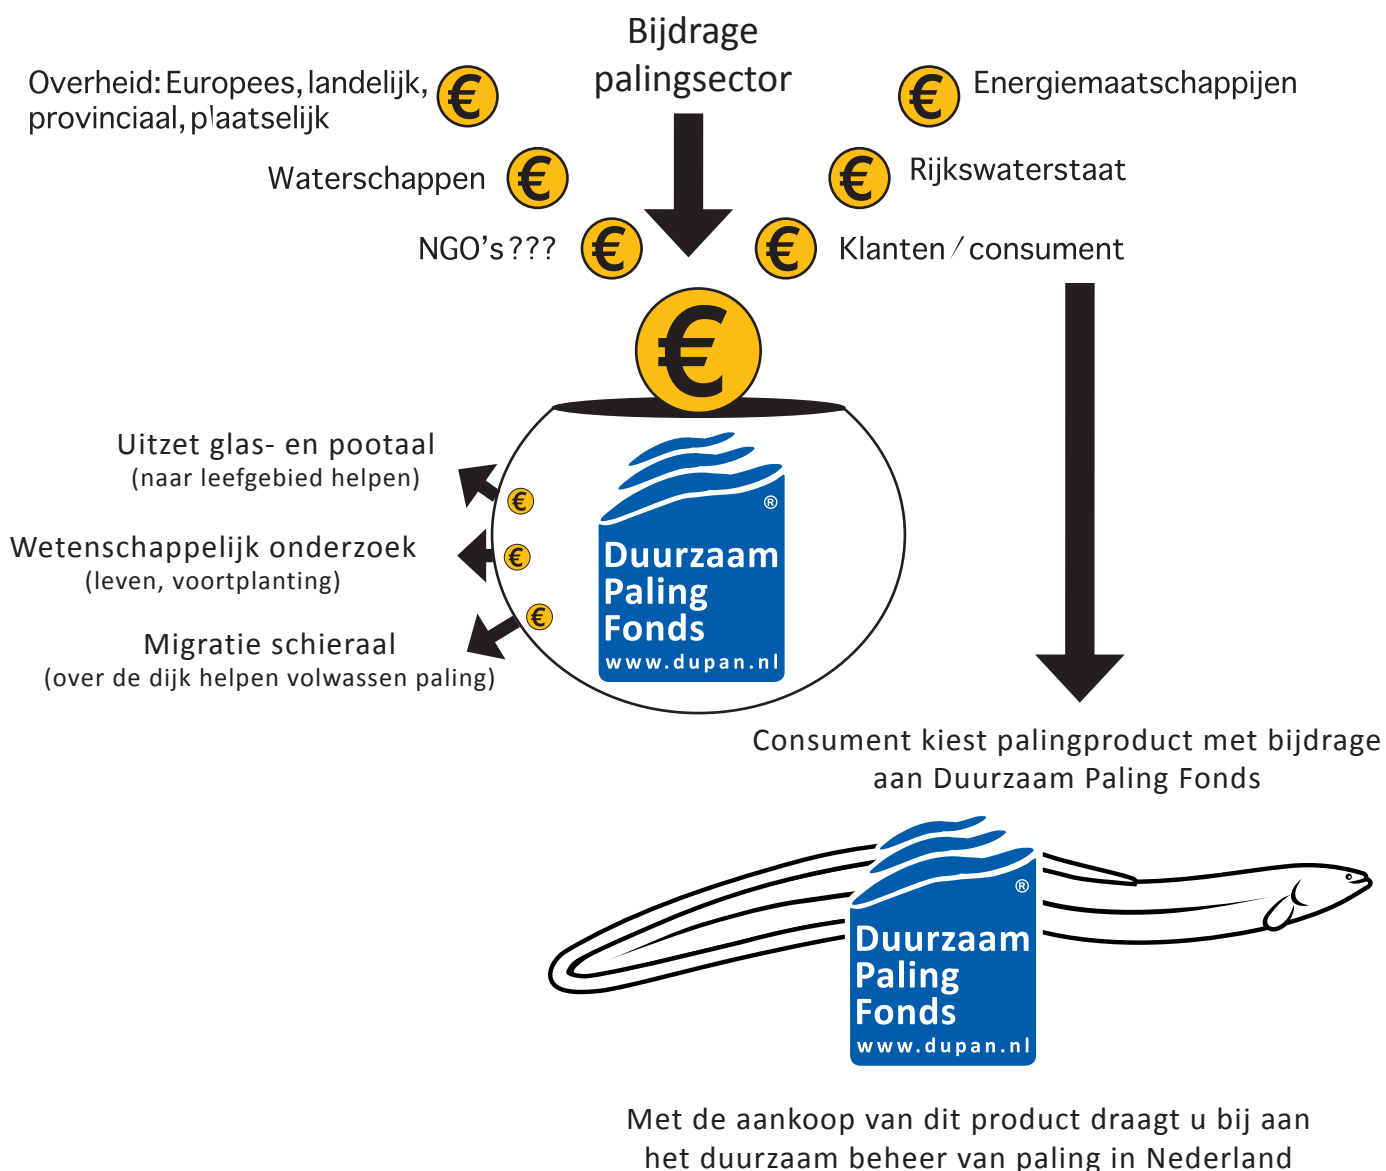 Bijdrage
palingsector
Overheid: Europees, landelijk,
provinciaal, plaatselijk
€
€
Energiemaatschappijen
Waterschappen
€
€
Rijkswaterstaat
NGO's ???
€
€
Klanten / consument
€
Uitzet glas- en pootaal
(naar leefgebied helpen)
€
Wetenschappelijk onderzoek
(leven, voortplanting)
€
Migratie schieraal
(over de dijk helpen volwassen paling)
€
®
Duurzaam
Paling
Fonds
www.dupan.nl
Consument kiest palingproduct met bijdrage
aan Duurzaam Paling Fonds
®
Duurzaam
Paling
Fonds
www.dupan.nl
Met de aankoop van dit product draagt u bij aan
het duurzaam beheer van paling in Nederland